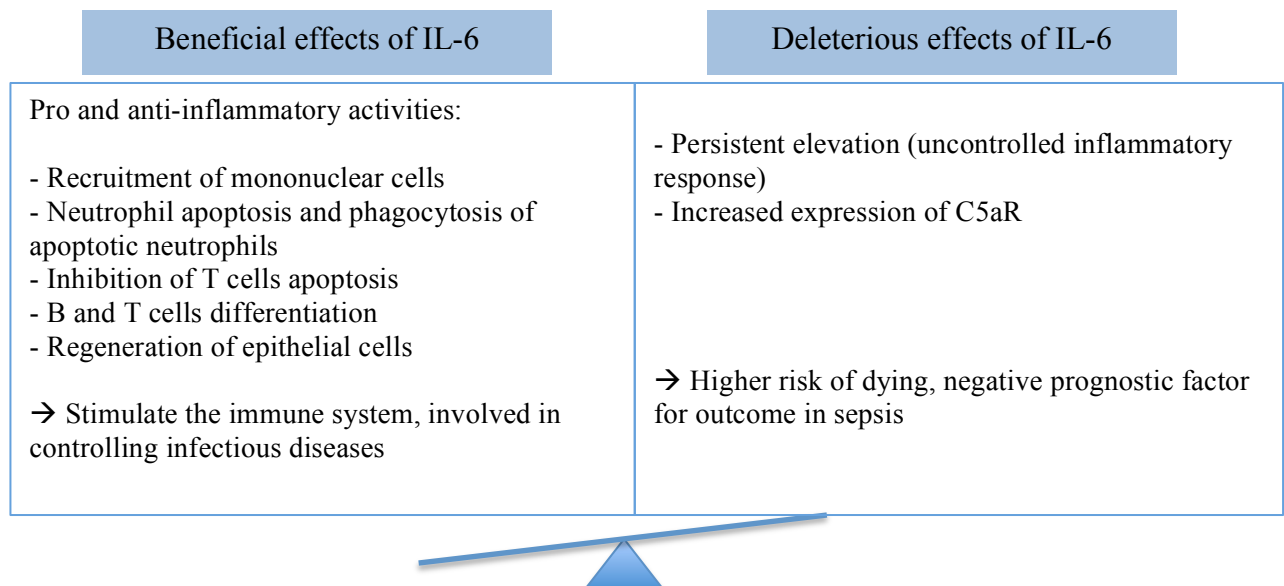 Beneficial effects of IL-6
Pro and anti-inflammatory activities:
- Recruitment of mononuclear cells
- Neutrophil apoptosis and phagocytosis of
apoptotic neutrophils
- Inhibition of T cells apoptosis
- B and T cells differentiation
- Regeneration of epithelial cells
→ Stimulate the immune system, involved in
controlling infectious diseases
Deleterious effects of IL-6
- Persistent elevation (uncontrolled inflammatory
response)
- Increased expression of C5aR
→ Higher risk of dying, negative prognostic factor
for outcome in sepsis